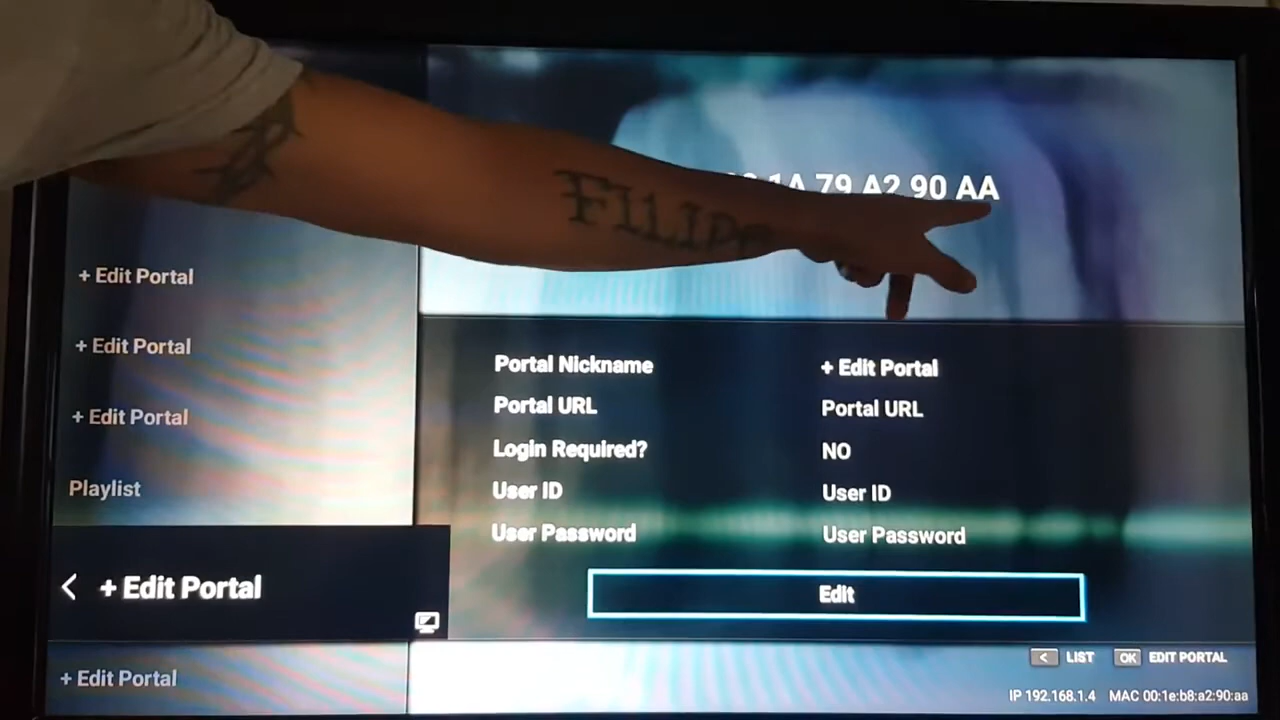 1A 79 A2 90 AA
+ Edit Portal
+ Edit Portal
+ Edit Portal
Playlist
+ Edit Portal
+ Edit Portal
Portal Nickname + Edit Portal
Portal URL Portal URL
Login Required? NO
User ID User ID
User Password User Password
Edit
< LIST OK EDIT PORTAL
IP 192.168.1.4 MAC 00:1e:b8:a2:90:aa